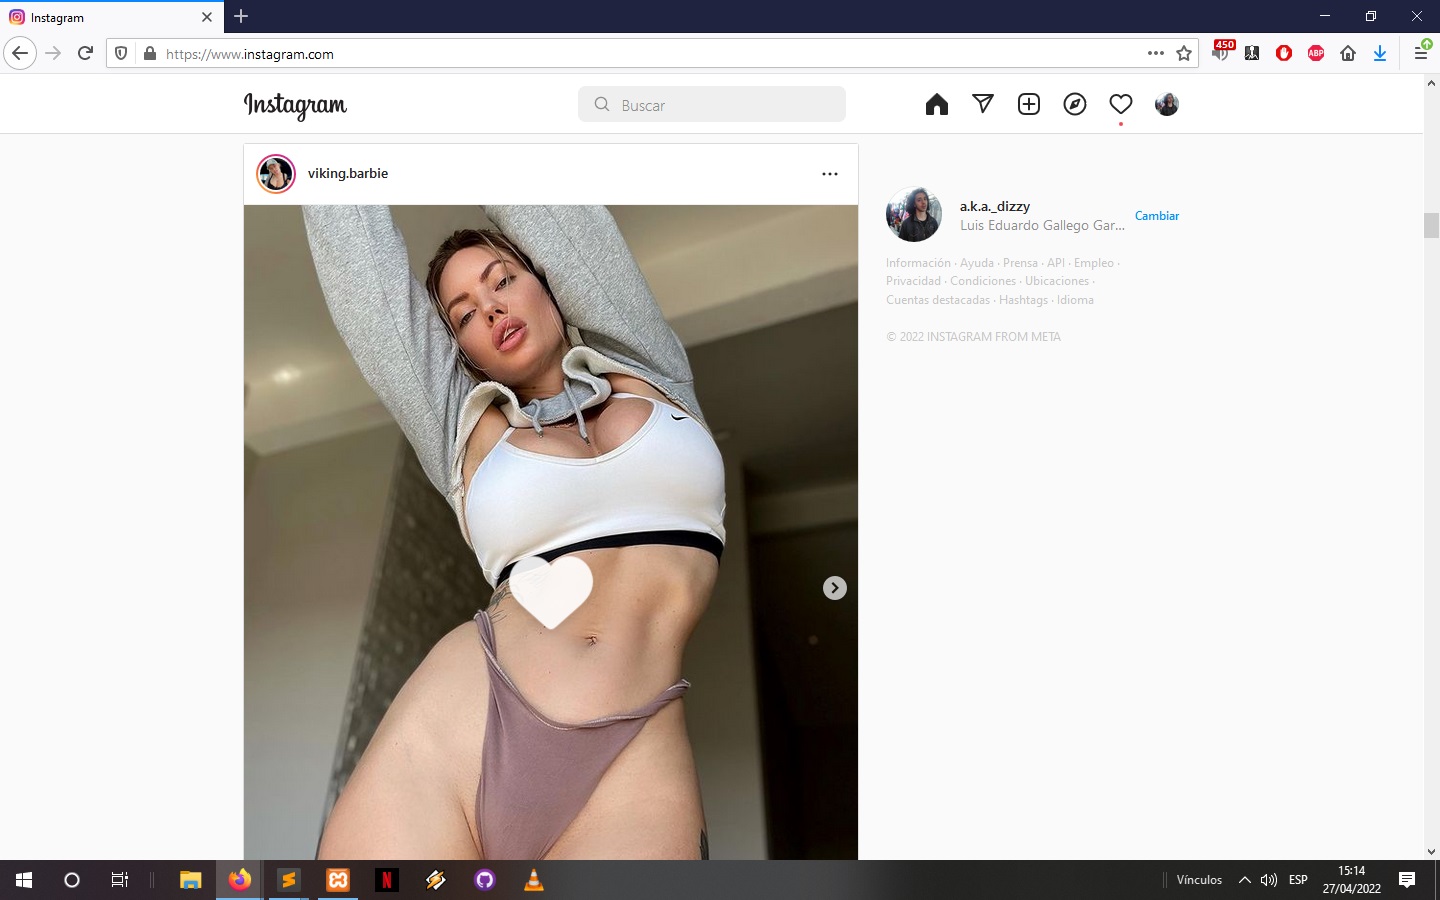 Instagram
https://www.instagram.com
450
ABP
Instagram
Buscar
viking.barbie
a.k.a._dizzy
Luis Eduardo Gallego Gar...
Cambiar
Información · Ayuda · Prensa · API · Empleo ·
Privacidad · Condiciones · Ubicaciones ·
Cuentas destacadas · Hashtags · Idioma
© 2022 INSTAGRAM FROM META
Vínculos
ESP
15:14
27/04/2022